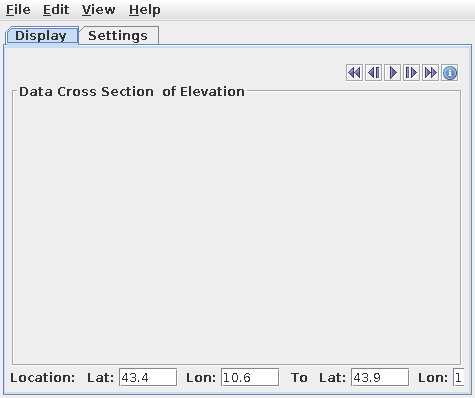 File Edit View Help
Display Settings
Data Cross Section of Elevation
Location: Lat: 43.4 Lon: 10.6 To Lat: 43.9 Lon: 1